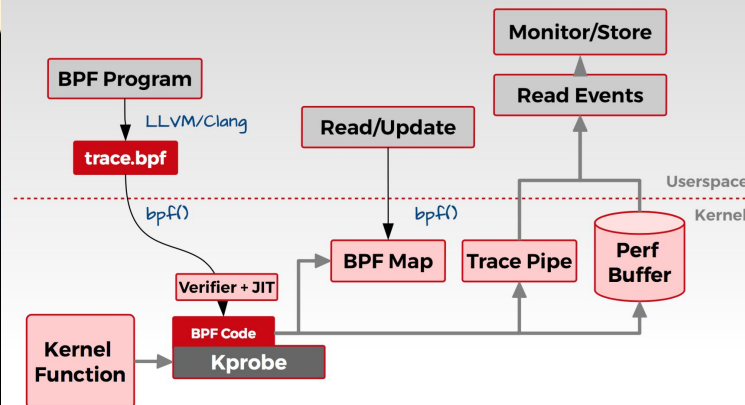 Monitor/Store
BPF Program
Read Events
LLVM/Clang
Read/Update
trace.bpf
Userspace
bpf()
bpf()
Kernel
BPF Map
Trace Pipe
Perf
Buffer
Verifier + JIT
BPF Code
Kernel
Function
Kprobe